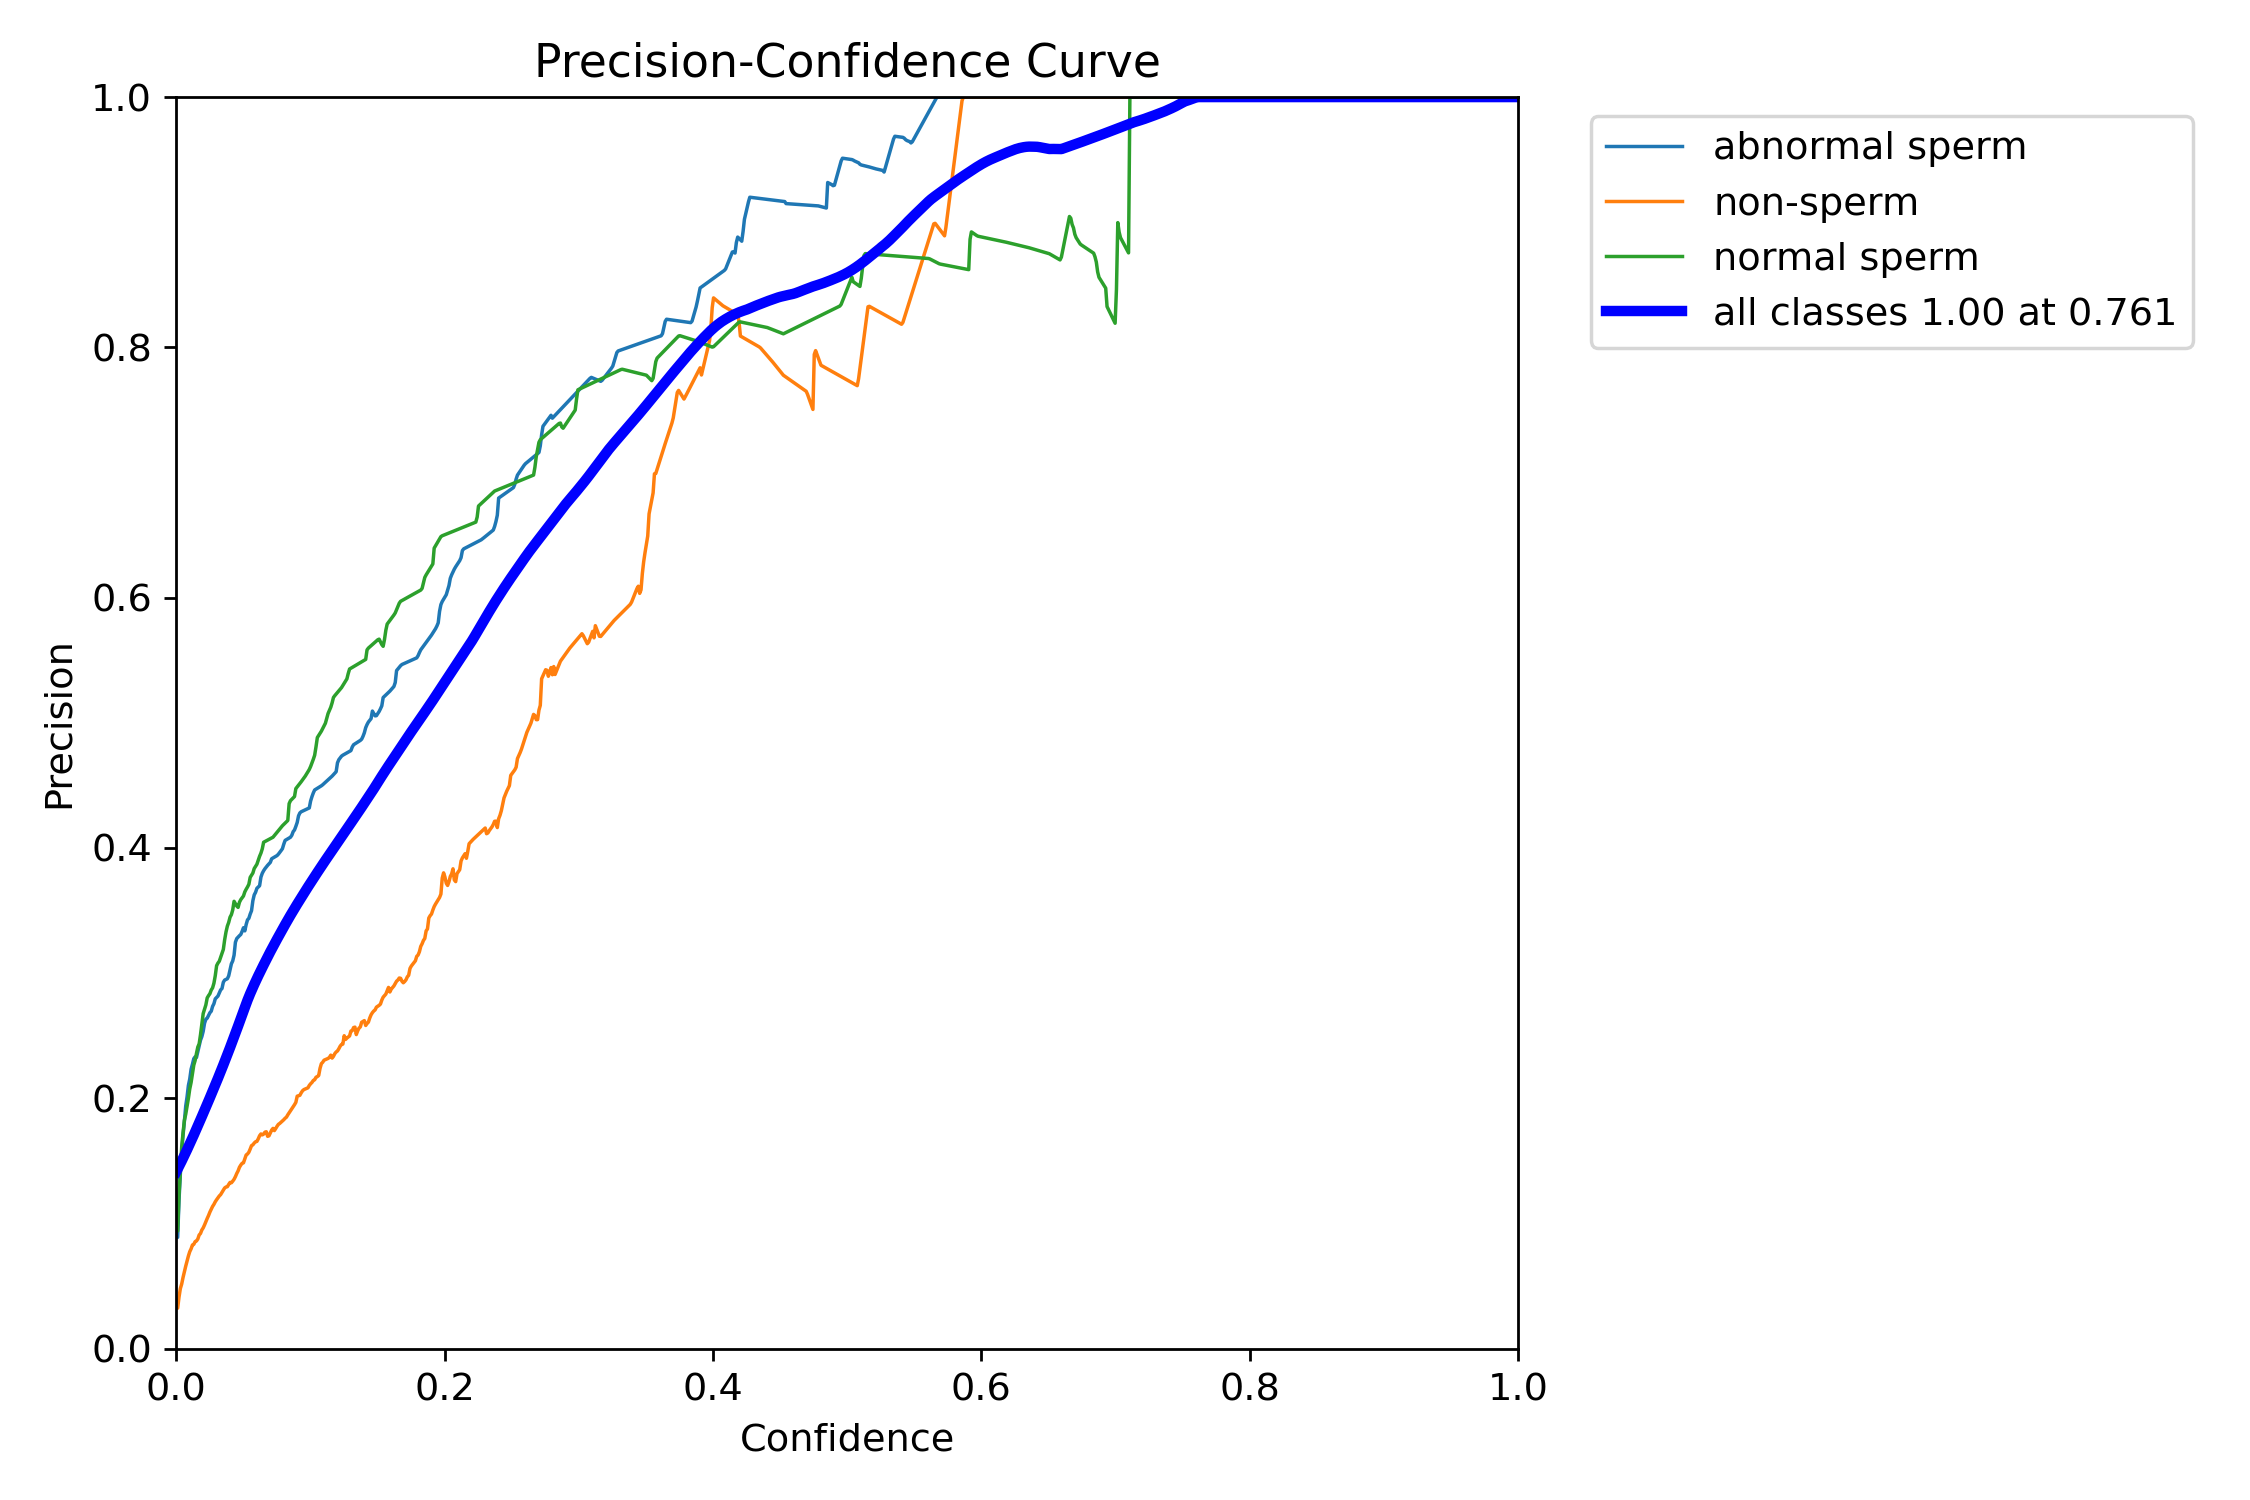 Precision-Confidence Curve
1.0
0.8
0.6
0.4
0.2
0.0
Precision
0.0 0.2 0.4 0.6 0.8 1.0
Confidence
abnormal sperm
non-sperm
normal sperm
all classes 1.00 at 0.761